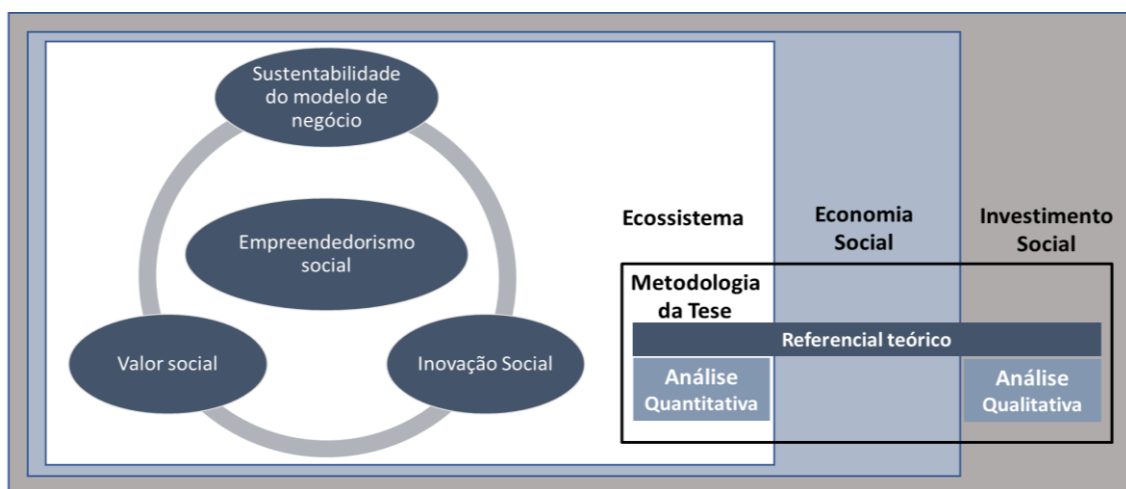 Sustentabilidade
do modelo de
negócio
Empreendedorismo
social
Valor social
Inovação Social
Ecossistema
Economia
Social
Investimento
Social
Metodologia
da Tese
Referencial teórico
Análise
Quantitativa
Análise
Qualitativa